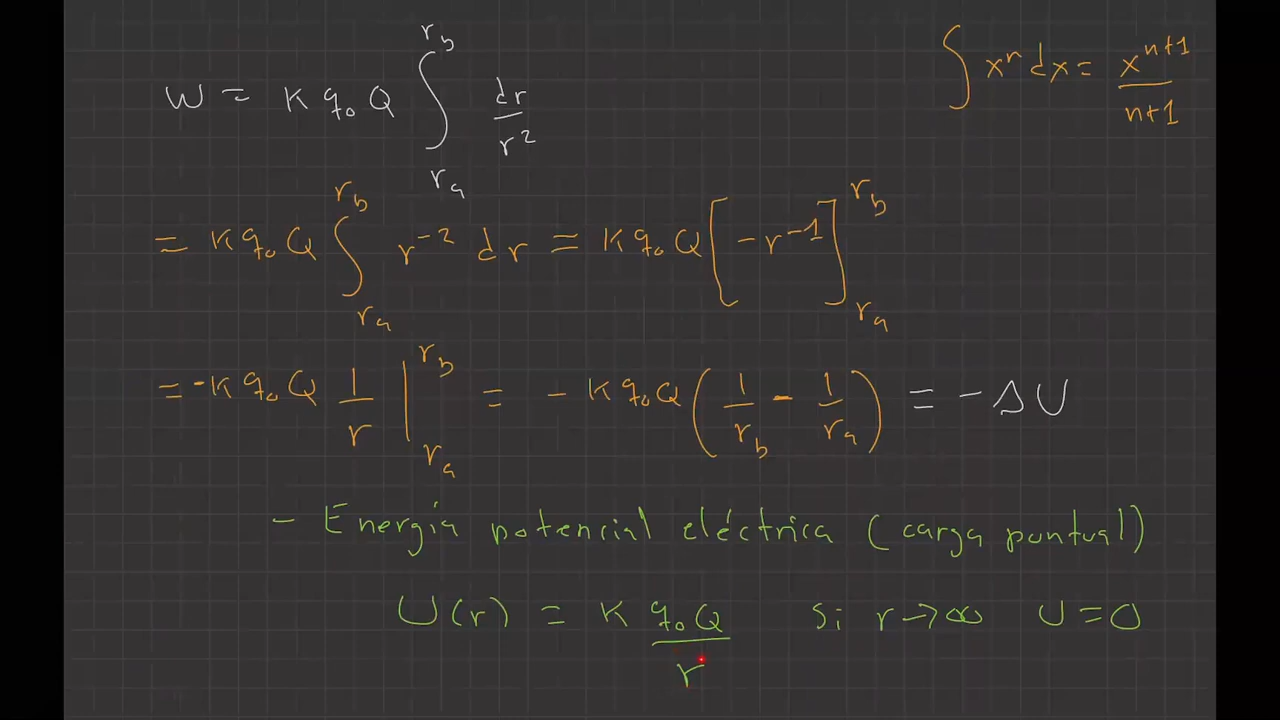 W = K q₀ Q ∫_{r_a}^{r_b} dr/r²
∫ xⁿ dx = x^{n+1}/n+1
= K q₀ Q ∫_{r_a}^{r_b} r⁻² dr = K q₀ Q [-r⁻¹]_{r_a}^{r_b}
= -K q₀ Q 1/r |_{r_a}^{r_b} = -K q₀ Q (1/r_b - 1/r_a) = -ΔU
- Energía potencial eléctrica (carga puntual)
U(r) = K q₀Q/r si r→∞ U=0